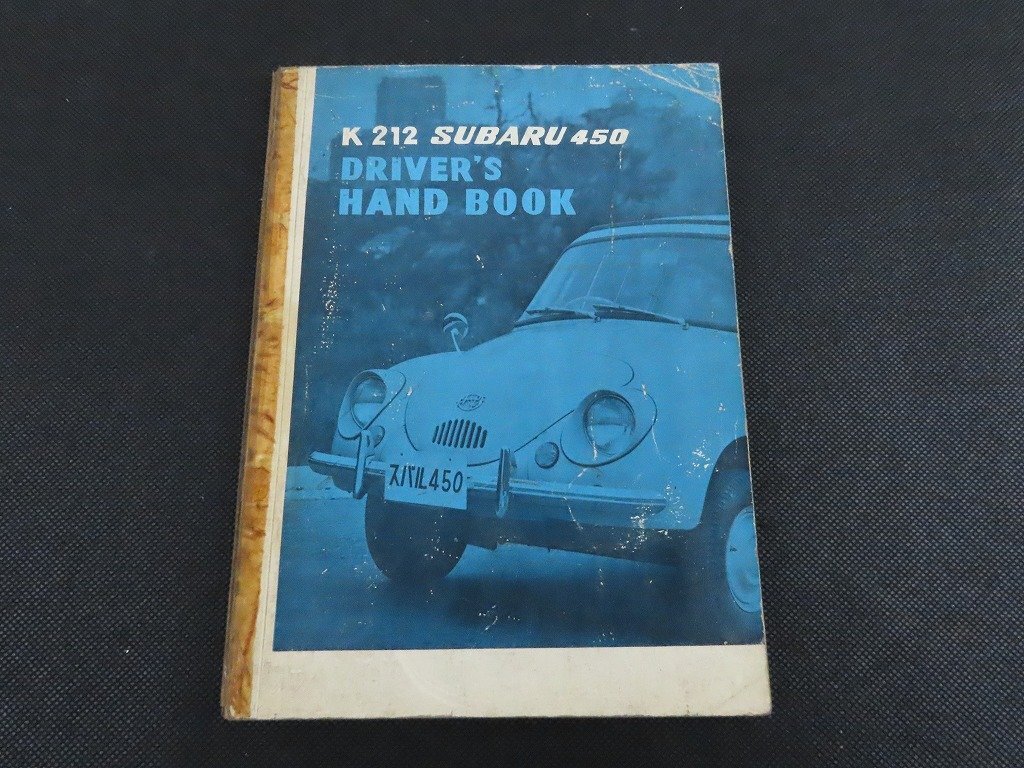 K 212 SUBARU 450
DRIVER'S
HAND BOOK
スバル450